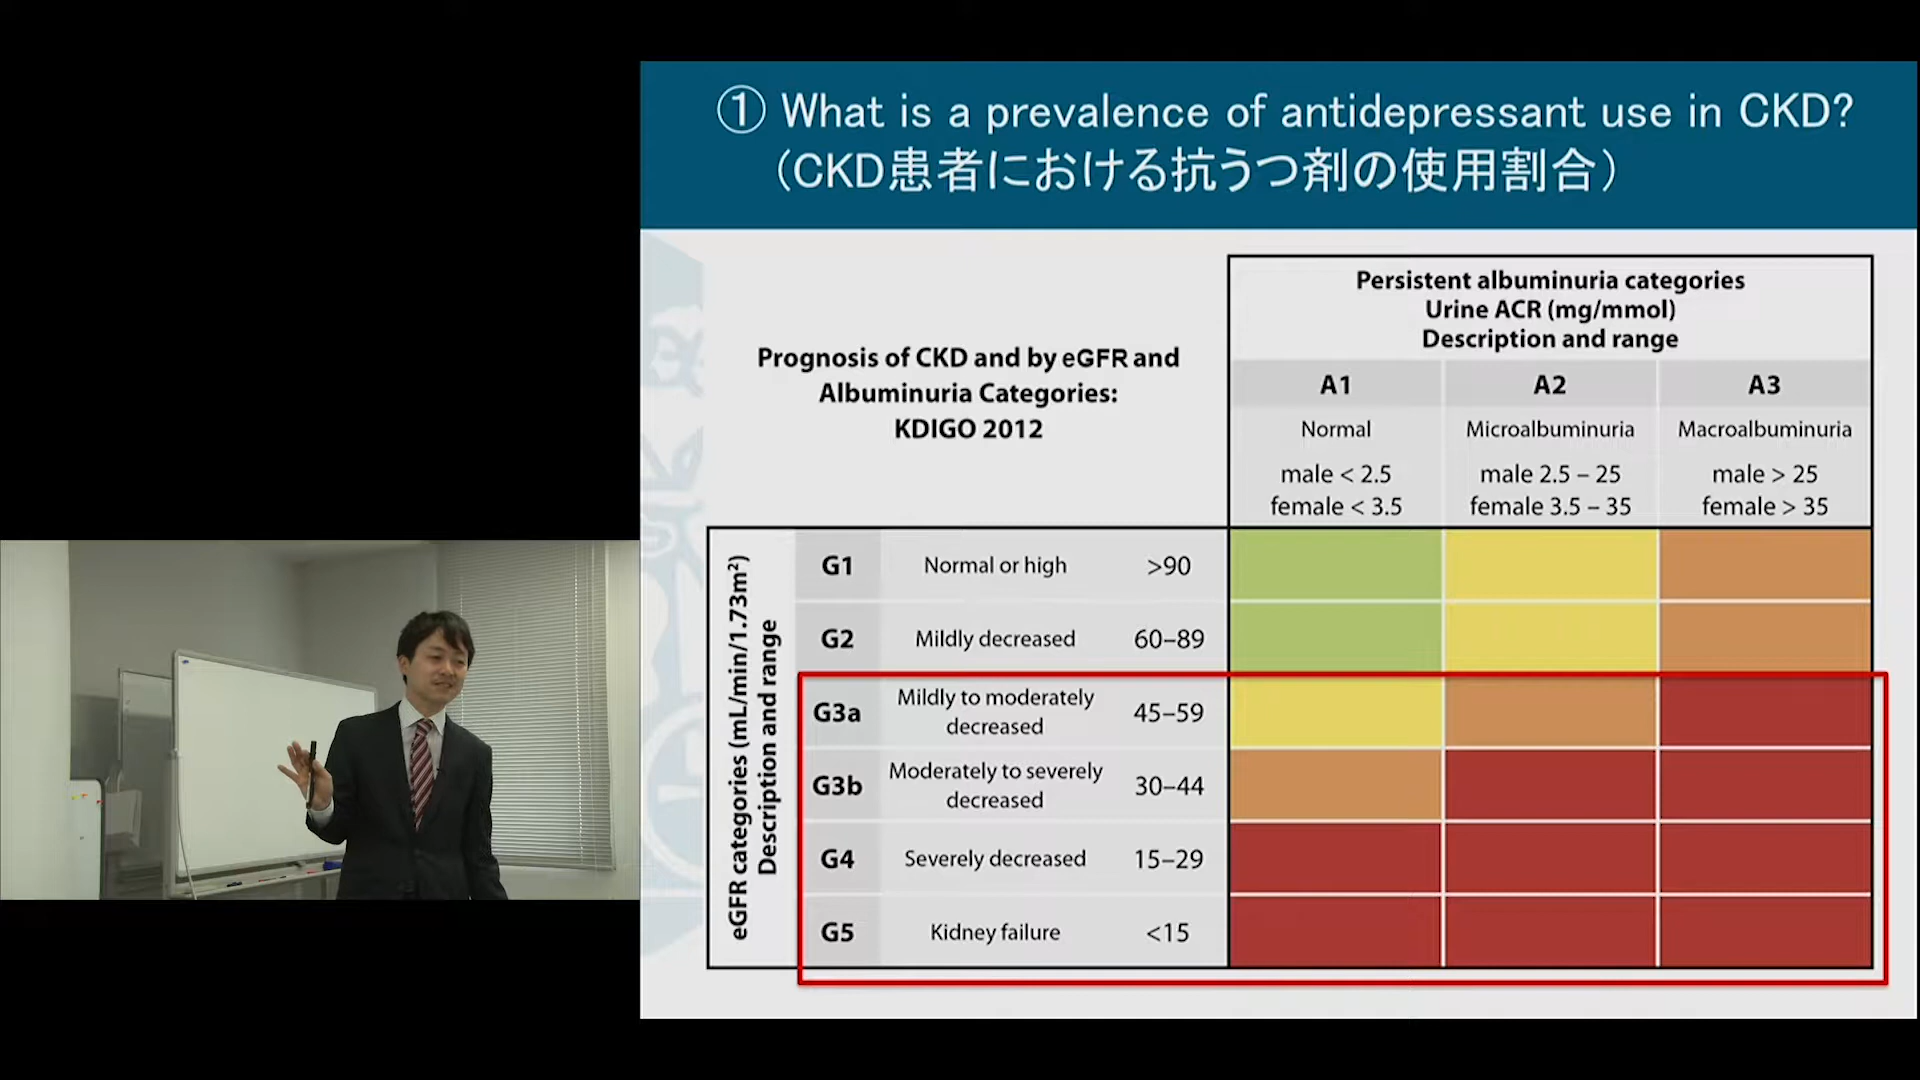 ① What is a prevalence of antidepressant use in CKD?
(CKD患者における抗うつ剤の使用割合)
Prognosis of CKD and by eGFR and
Albuminuria Categories:
KDIGO 2012
Persistent albuminuria categories
Urine ACR (mg/mmol)
Description and range
A1 A2 A3
Normal Microalbuminuria Macroalbuminuria
male < 2.5 male 2.5 – 25 male > 25
female < 3.5 female 3.5 – 35 female > 35
eGFR categories (mL/min/1.73m²)
Description and range
G1 Normal or high >90
G2 Mildly decreased 60–89
G3a Mildly to moderately decreased 45–59
G3b Moderately to severely decreased 30–44
G4 Severely decreased 15–29
G5 Kidney failure <15